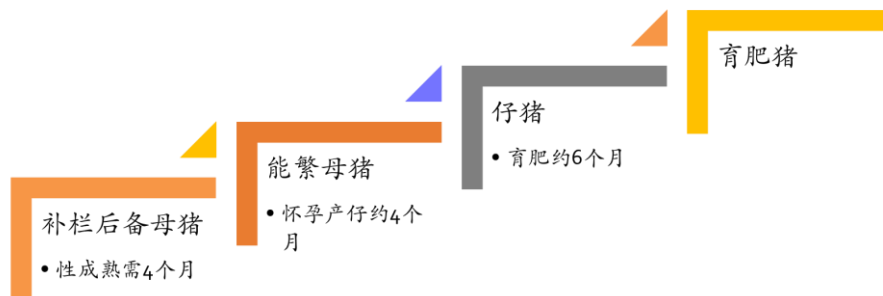 补栏后备母猪
• 性成熟需4个月
能繁母猪
• 怀孕产仔约4个
月
仔猪
• 育肥约6个月
育肥猪